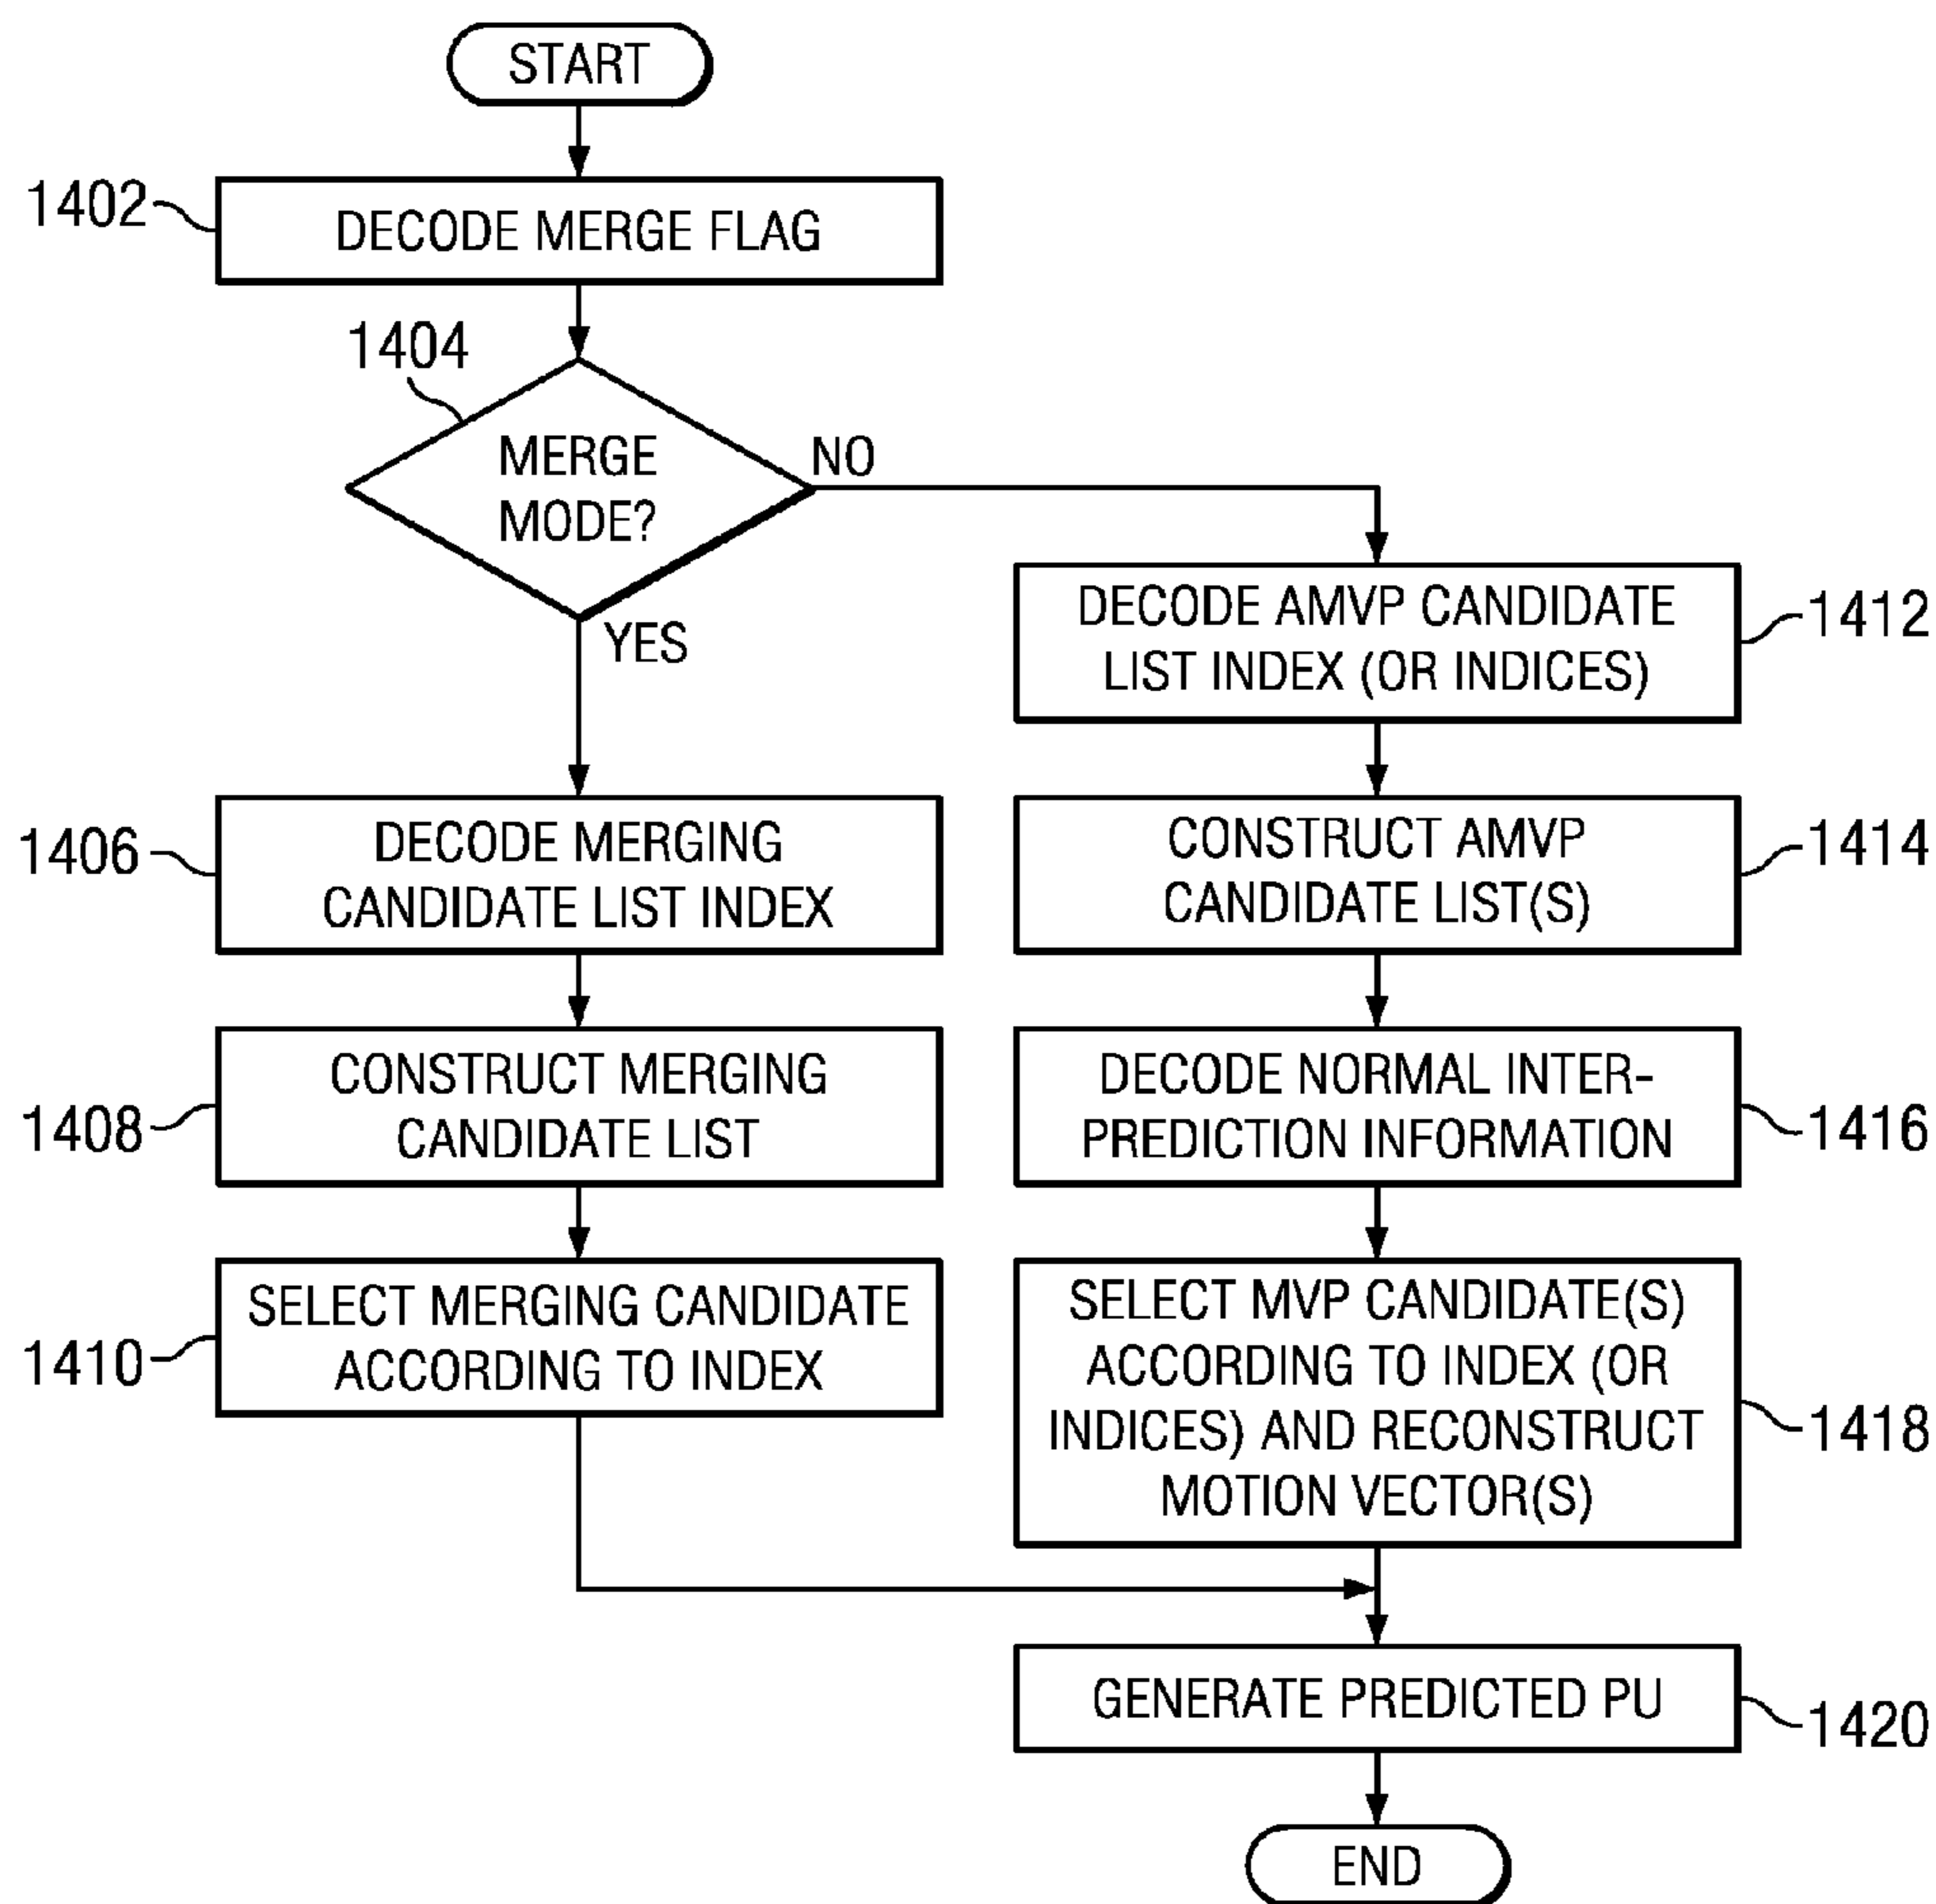 START
1402
DECODE MERGE FLAG
1404
MERGE
MODE?
NO
YES
1406
DECODE MERGING
CANDIDATE LIST INDEX
1408
CONSTRUCT MERGING
CANDIDATE LIST
1410
SELECT MERGING CANDIDATE
ACCORDING TO INDEX
DECODE AMVP CANDIDATE
LIST INDEX (OR INDICES)
1412
CONSTRUCT AMVP
CANDIDATE LIST(S)
1414
DECODE NORMAL INTER-
PREDICTION INFORMATION
1416
SELECT MVP CANDIDATE(S)
ACCORDING TO INDEX (OR
INDICES) AND RECONSTRUCT
MOTION VECTOR(S)
1418
GENERATE PREDICTED PU
1420
END